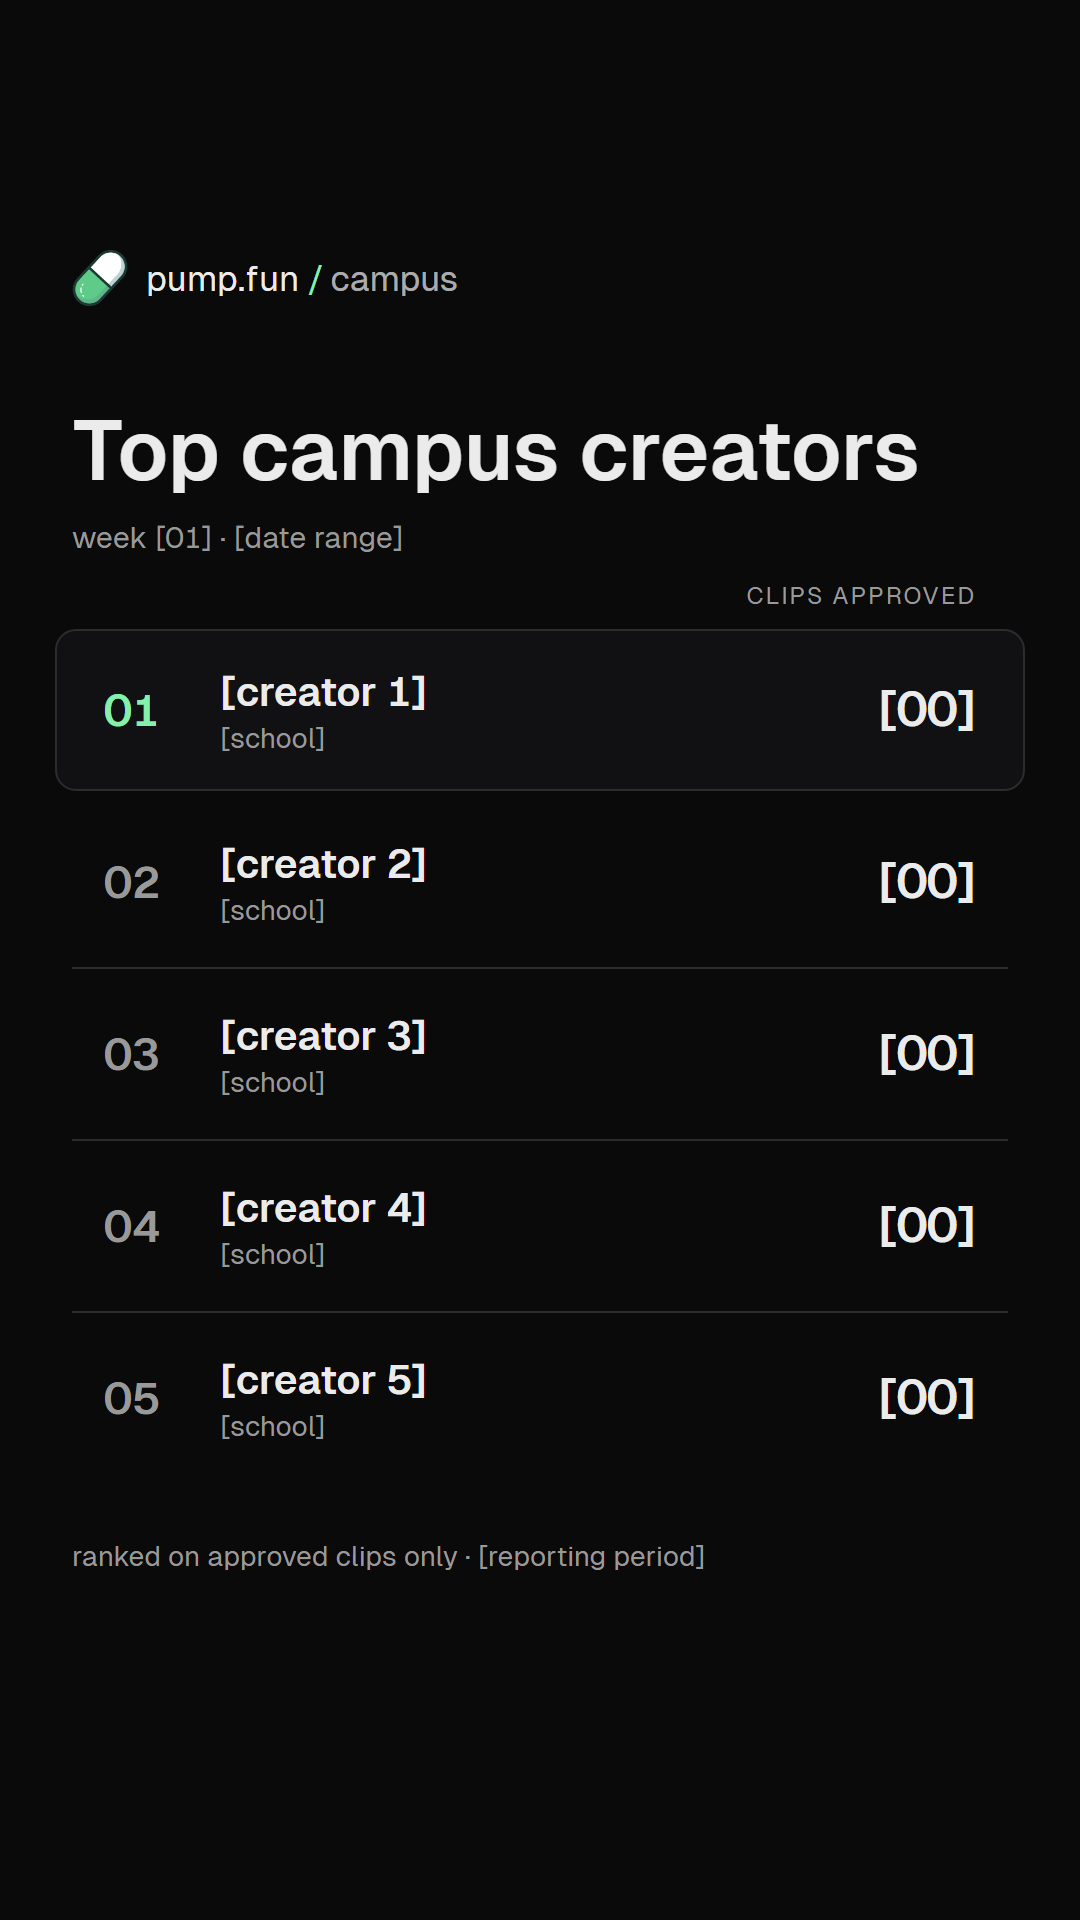 pump.fun / campus
Top campus creators
week [01] · [date range]
CLIPS APPROVED
01
[creator 1]
[school]
[00]
02
[creator 2]
[school]
[00]
03
[creator 3]
[school]
[00]
04
[creator 4]
[school]
[00]
05
[creator 5]
[school]
[00]
ranked on approved clips only · [reporting period]